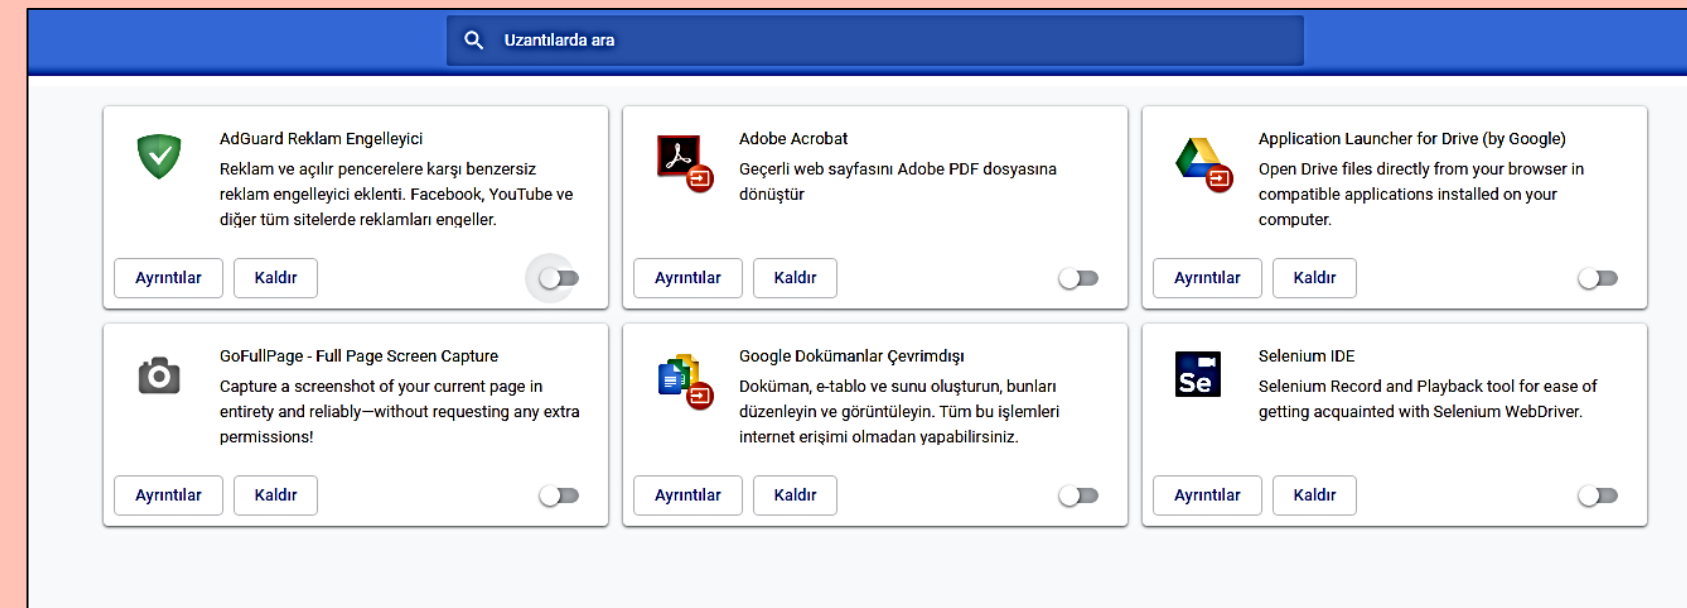 Uzantılarda ara
AdGuard Reklam Engelleyici
Reklam ve açılır pencerelere karşı benzersiz
reklam engelleyici eklenti. Facebook, YouTube ve
diğer tüm sitelerde reklamları engeller.
Ayrıntılar
Kaldır
Adobe Acrobat
Geçerli web sayfasını Adobe PDF dosyasına
dönüştür
Ayrıntılar
Kaldır
Application Launcher for Drive (by Google)
Open Drive files directly from your browser in
compatible applications installed on your
computer.
Ayrıntılar
Kaldır
GoFullPage - Full Page Screen Capture
Capture a screenshot of your current page in
entirety and reliably—without requesting any extra
permissions!
Ayrıntılar
Kaldır
Google Dokümanlar Çevrimdışı
Doküman, e-tablo ve sunu oluşturun, bunları
düzenleyin ve görüntüleyin. Tüm bu işlemleri
internet erişimi olmadan yapabilirsiniz.
Ayrıntılar
Kaldır
Se
Selenium IDE
Selenium Record and Playback tool for ease of
getting acquainted with Selenium WebDriver.
Ayrıntılar
Kaldır